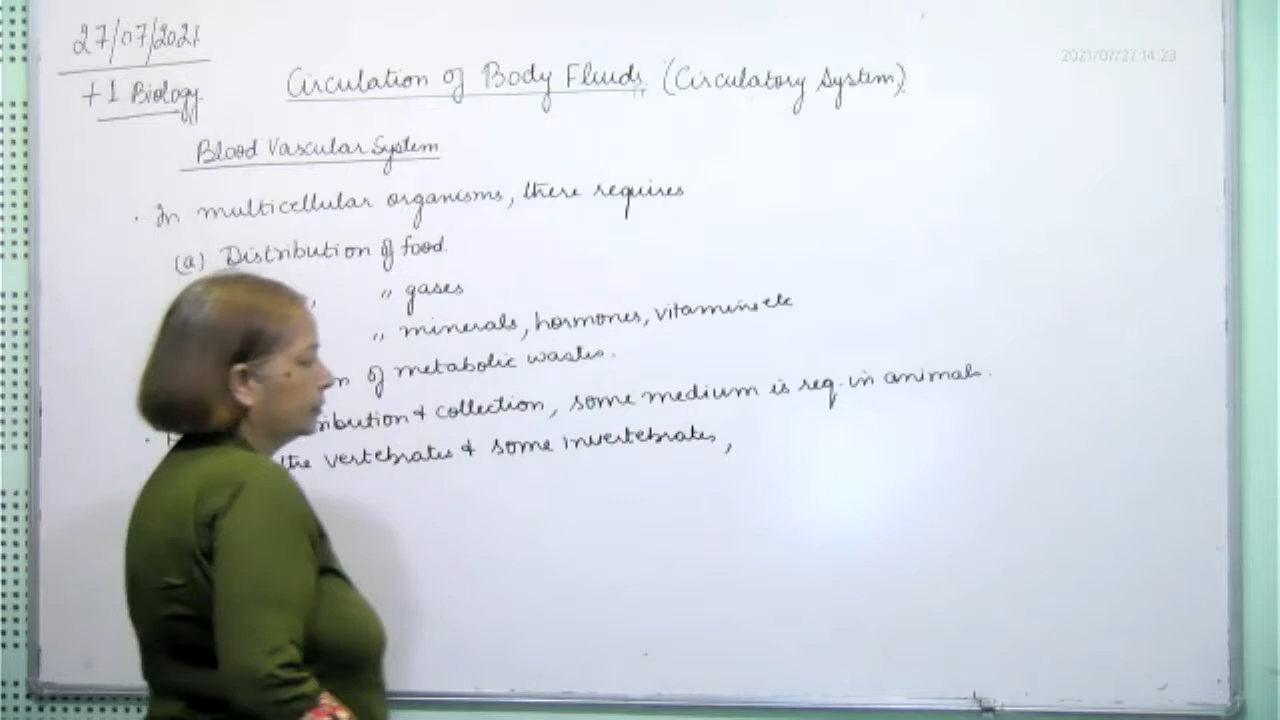 27/07/2021
2021/07/27 14:23
+1 Biology
Circulation of Body Fluids (Circulatory System)
Blood Vascular System
. In multicellular organisms, there requires
(a) Distribution of food
" gases
" minerals, hormones, vitamins etc
of metabolic wastes.
& collection, some medium is req. in animals.
the vertebrates & some invertebrates,